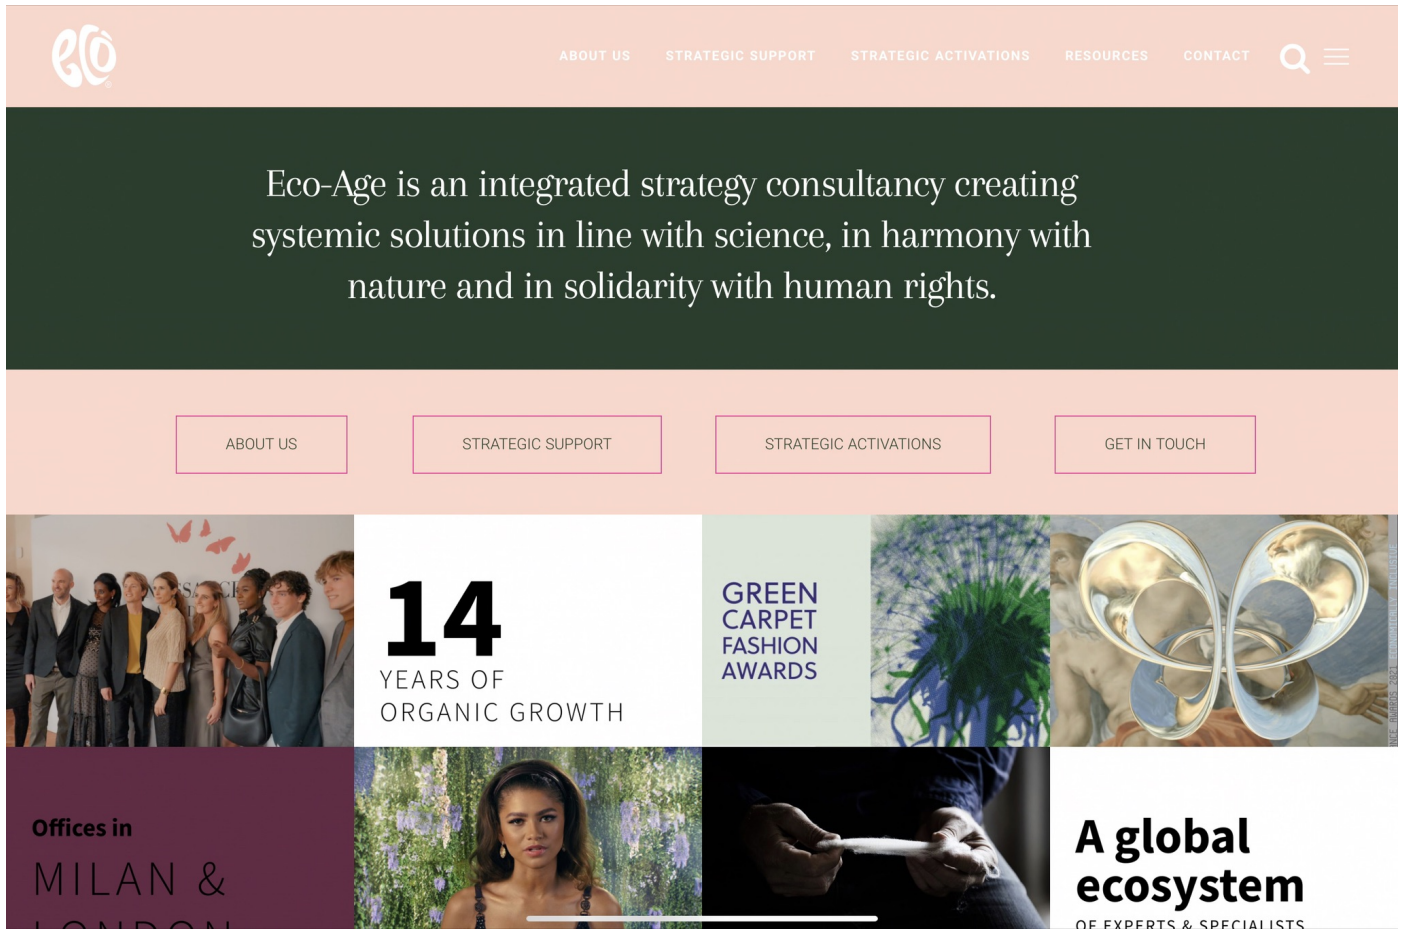 eco
ABOUT US
STRATEGIC SUPPORT
STRATEGIC ACTIVATIONS
RESOURCES
CONTACT
Eco-Age is an integrated strategy consultancy creating
systemic solutions in line with science, in harmony with
nature and in solidarity with human rights.
ABOUT US
STRATEGIC SUPPORT
STRATEGIC ACTIVATIONS
GET IN TOUCH
14
YEARS OF
ORGANIC GROWTH
GREEN
CARPET
FASHION
AWARDS
Offices in
MILAN &
LONDON
A global
ecosystem
OF EXPERTS & SPECIALISTS